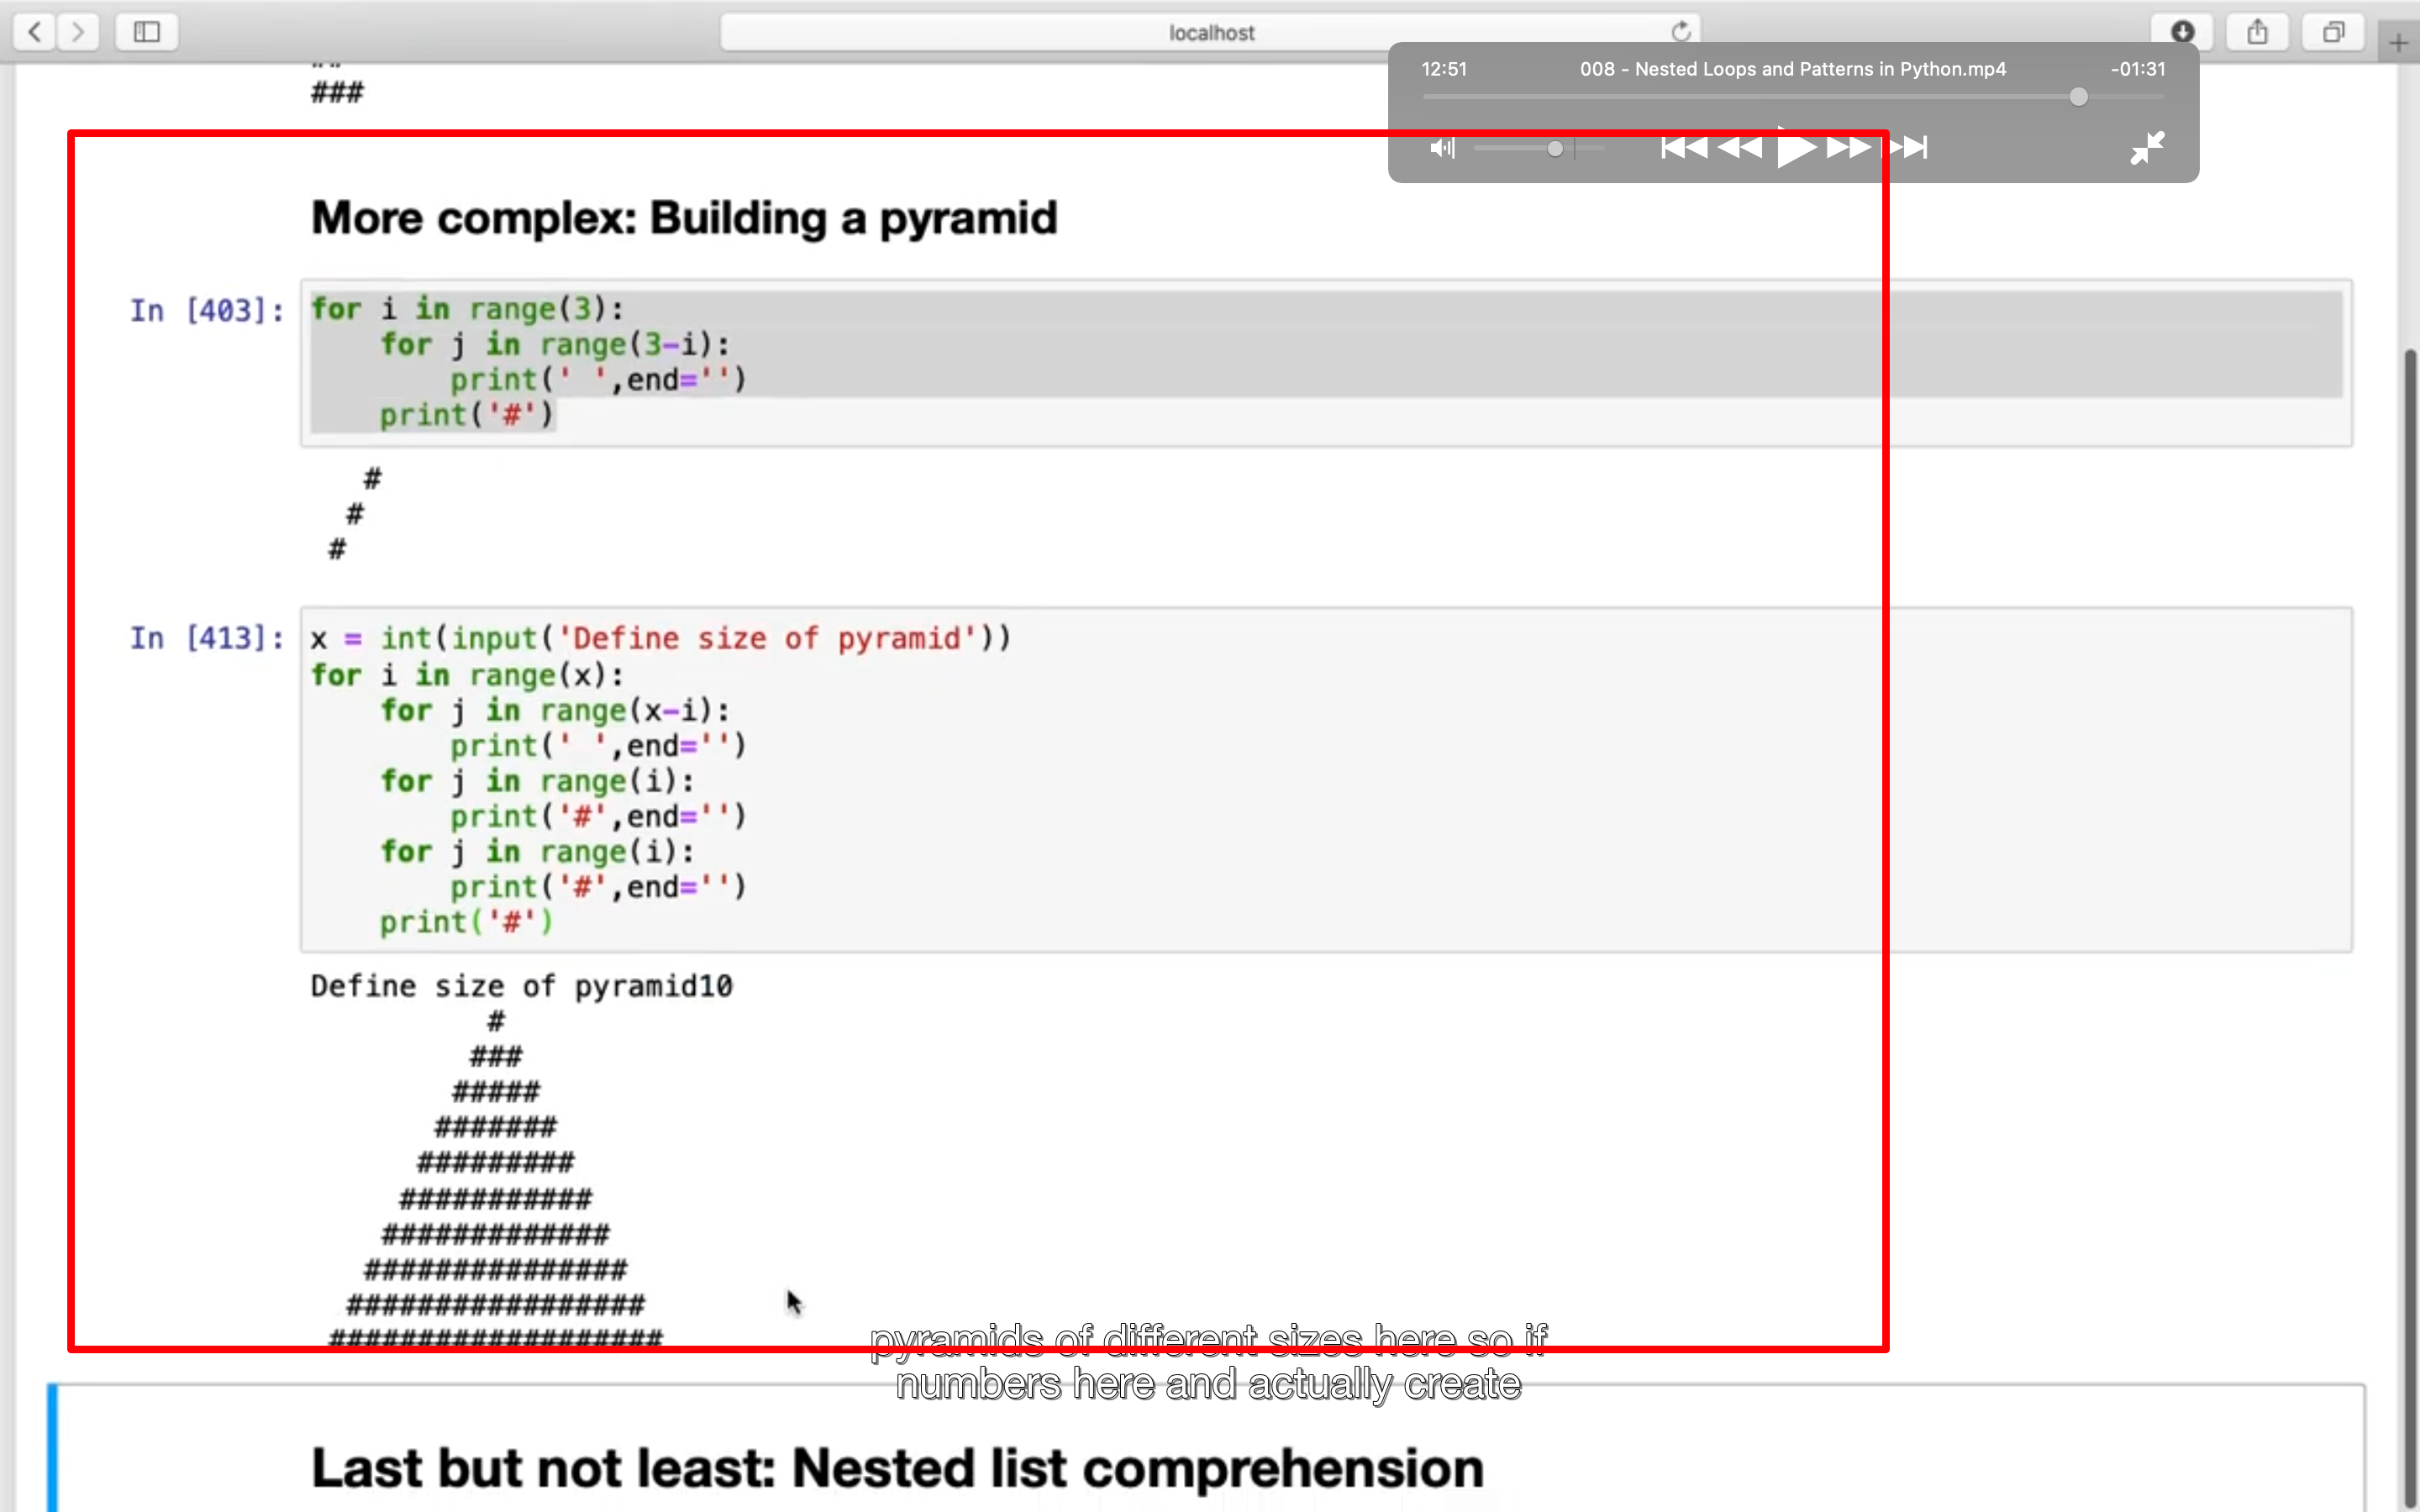 localhost
12:51 008 - Nested Loops and Patterns in Python.mp4 -01:31
###
More complex: Building a pyramid
In [403]: for i in range(3):
    for j in range(3-i):
        print(' ',end='')
    print('#')
   #
  #
 #
In [413]: x = int(input('Define size of pyramid'))
for i in range(x):
    for j in range(x-i):
        print(' ',end='')
    for j in range(i):
        print('#',end='')
    for j in range(i):
        print('#',end='')
    print('#')
Define size of pyramid10
          #
         ###
        #####
       #######
      #########
     ###########
    #############
   ###############
  #################
 ###################
pyramids of different sizes here so if
numbers here and actually create
Last but not least: Nested list comprehension